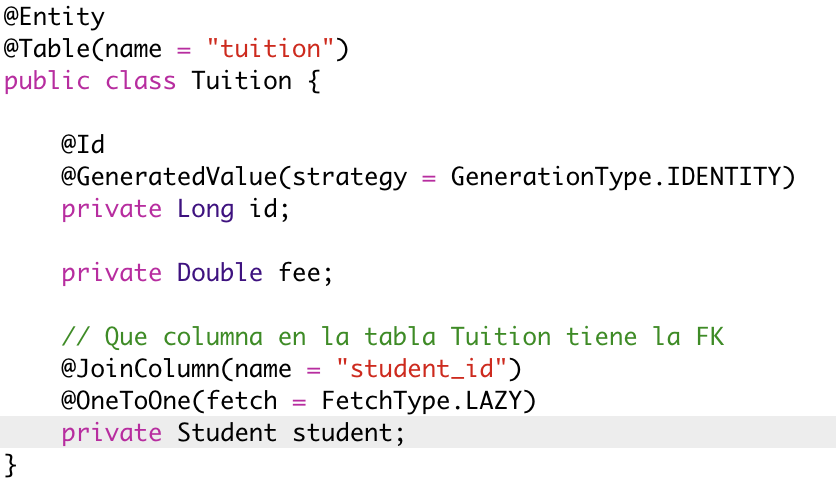 @Entity
@Table(name = "tuition")
public class Tuition {
@Id
@GeneratedValue(strategy = GenerationType.IDENTITY)
private Long id;
private Double fee;
// Que columna en la tabla Tuition tiene la FK
@JoinColumn(name = "student_id")
@OneToOne(fetch = FetchType.LAZY)
private Student student;
}